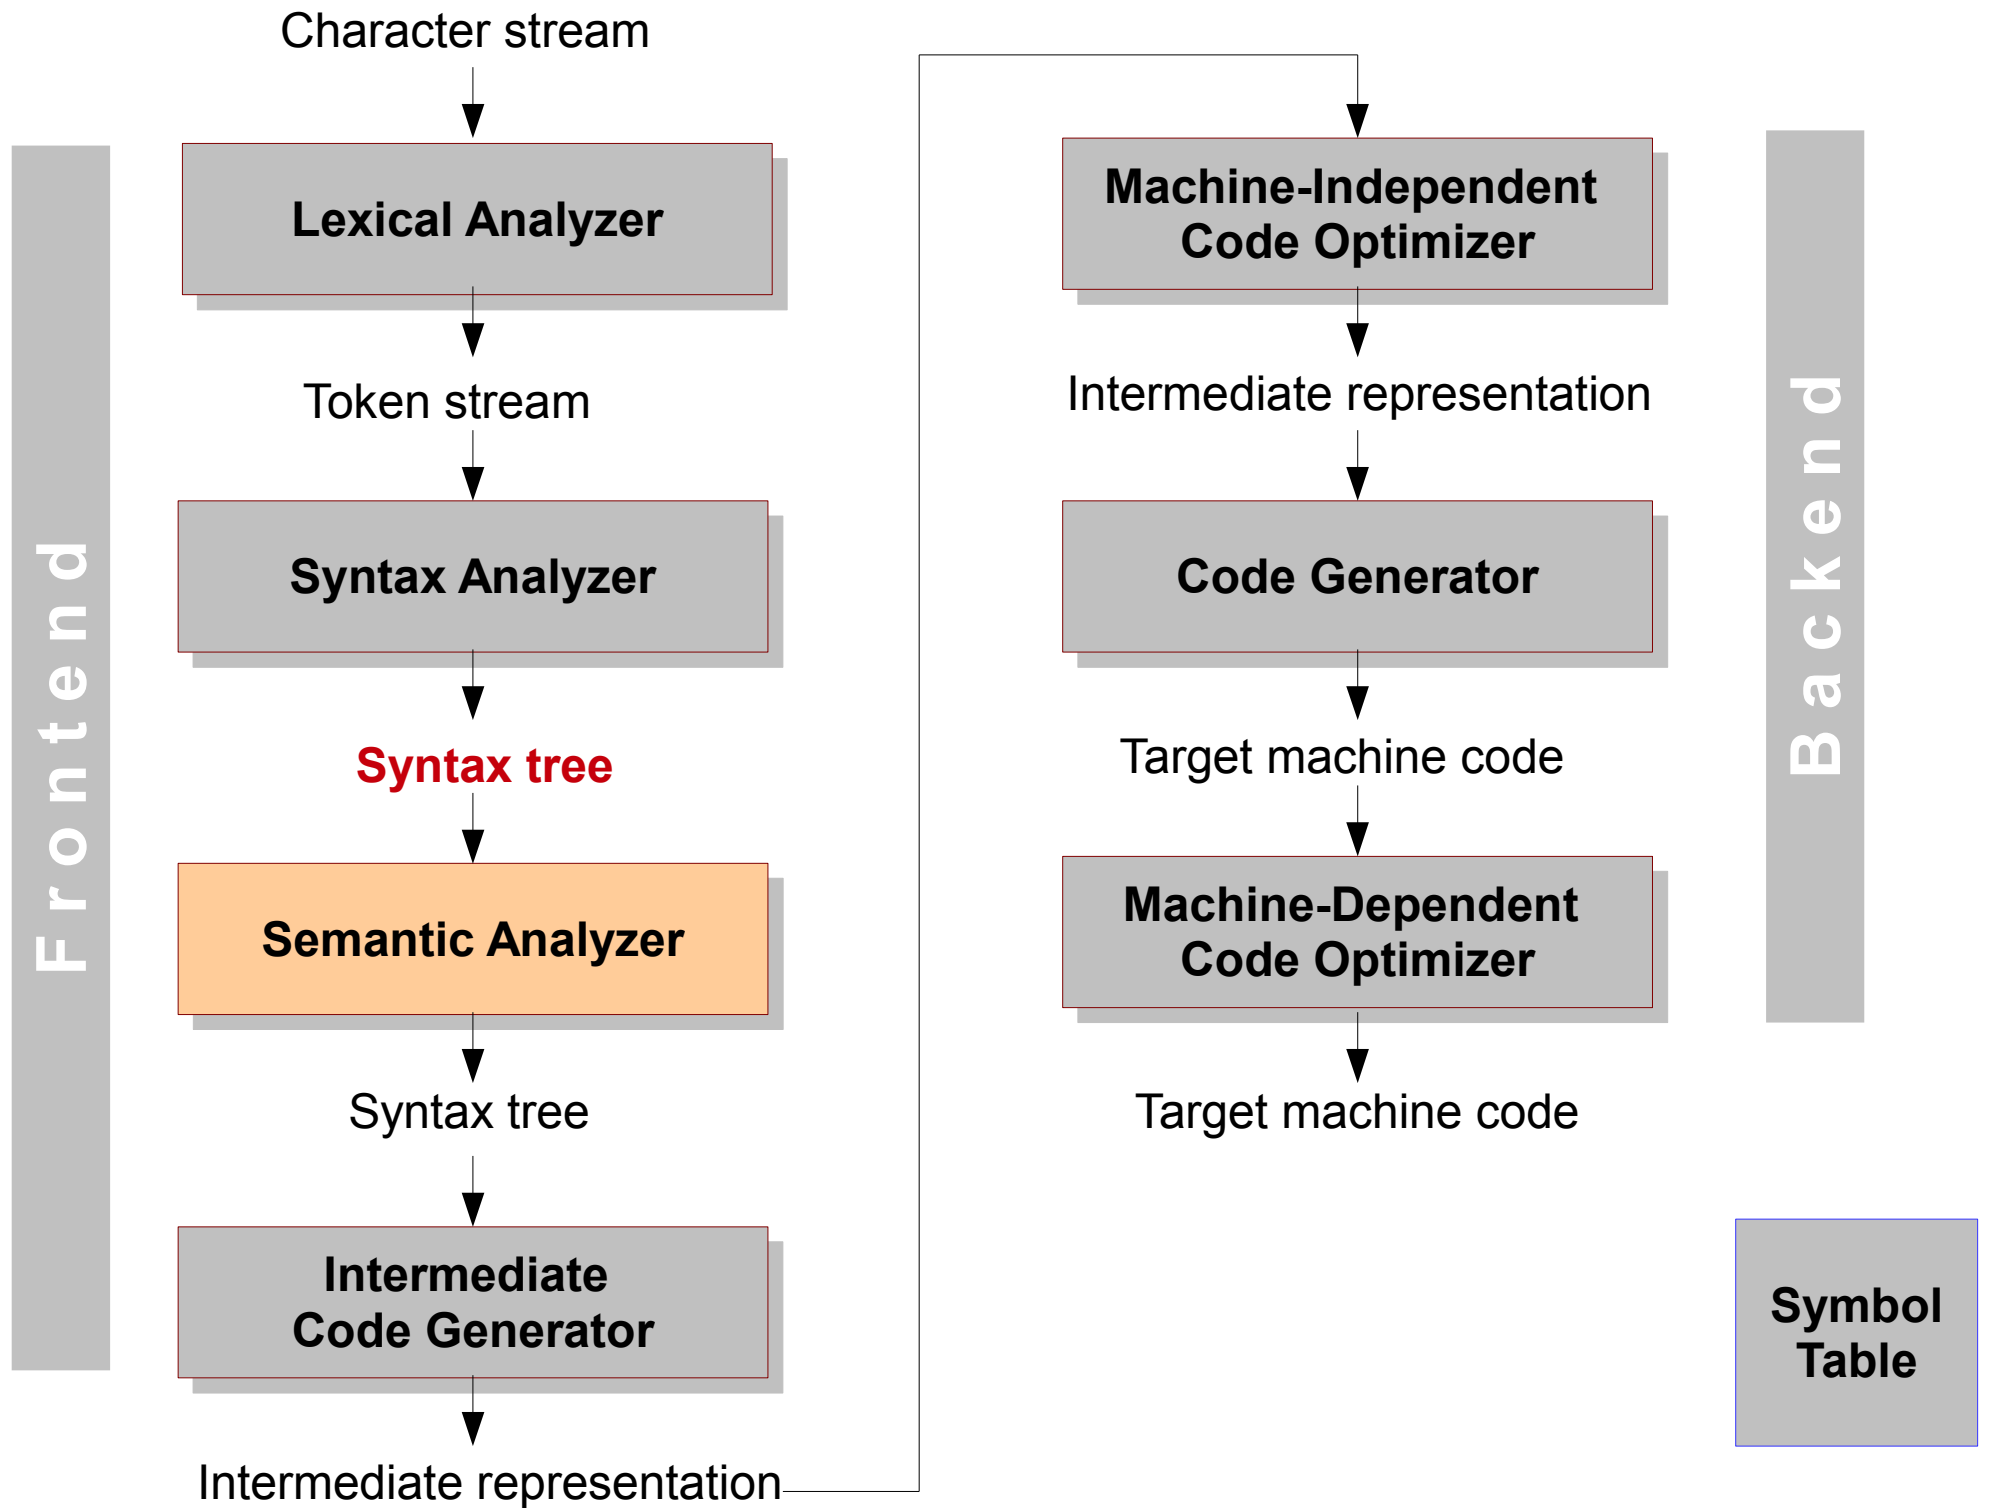 Character stream
Frontend
Lexical Analyzer
Token stream
Syntax Analyzer
Syntax tree
Semantic Analyzer
Syntax tree
Intermediate
Code Generator
Intermediate representation
Machine-Independent
Code Optimizer
Intermediate representation
Code Generator
Target machine code
Machine-Dependent
Code Optimizer
Target machine code
Backend
Symbol
Table